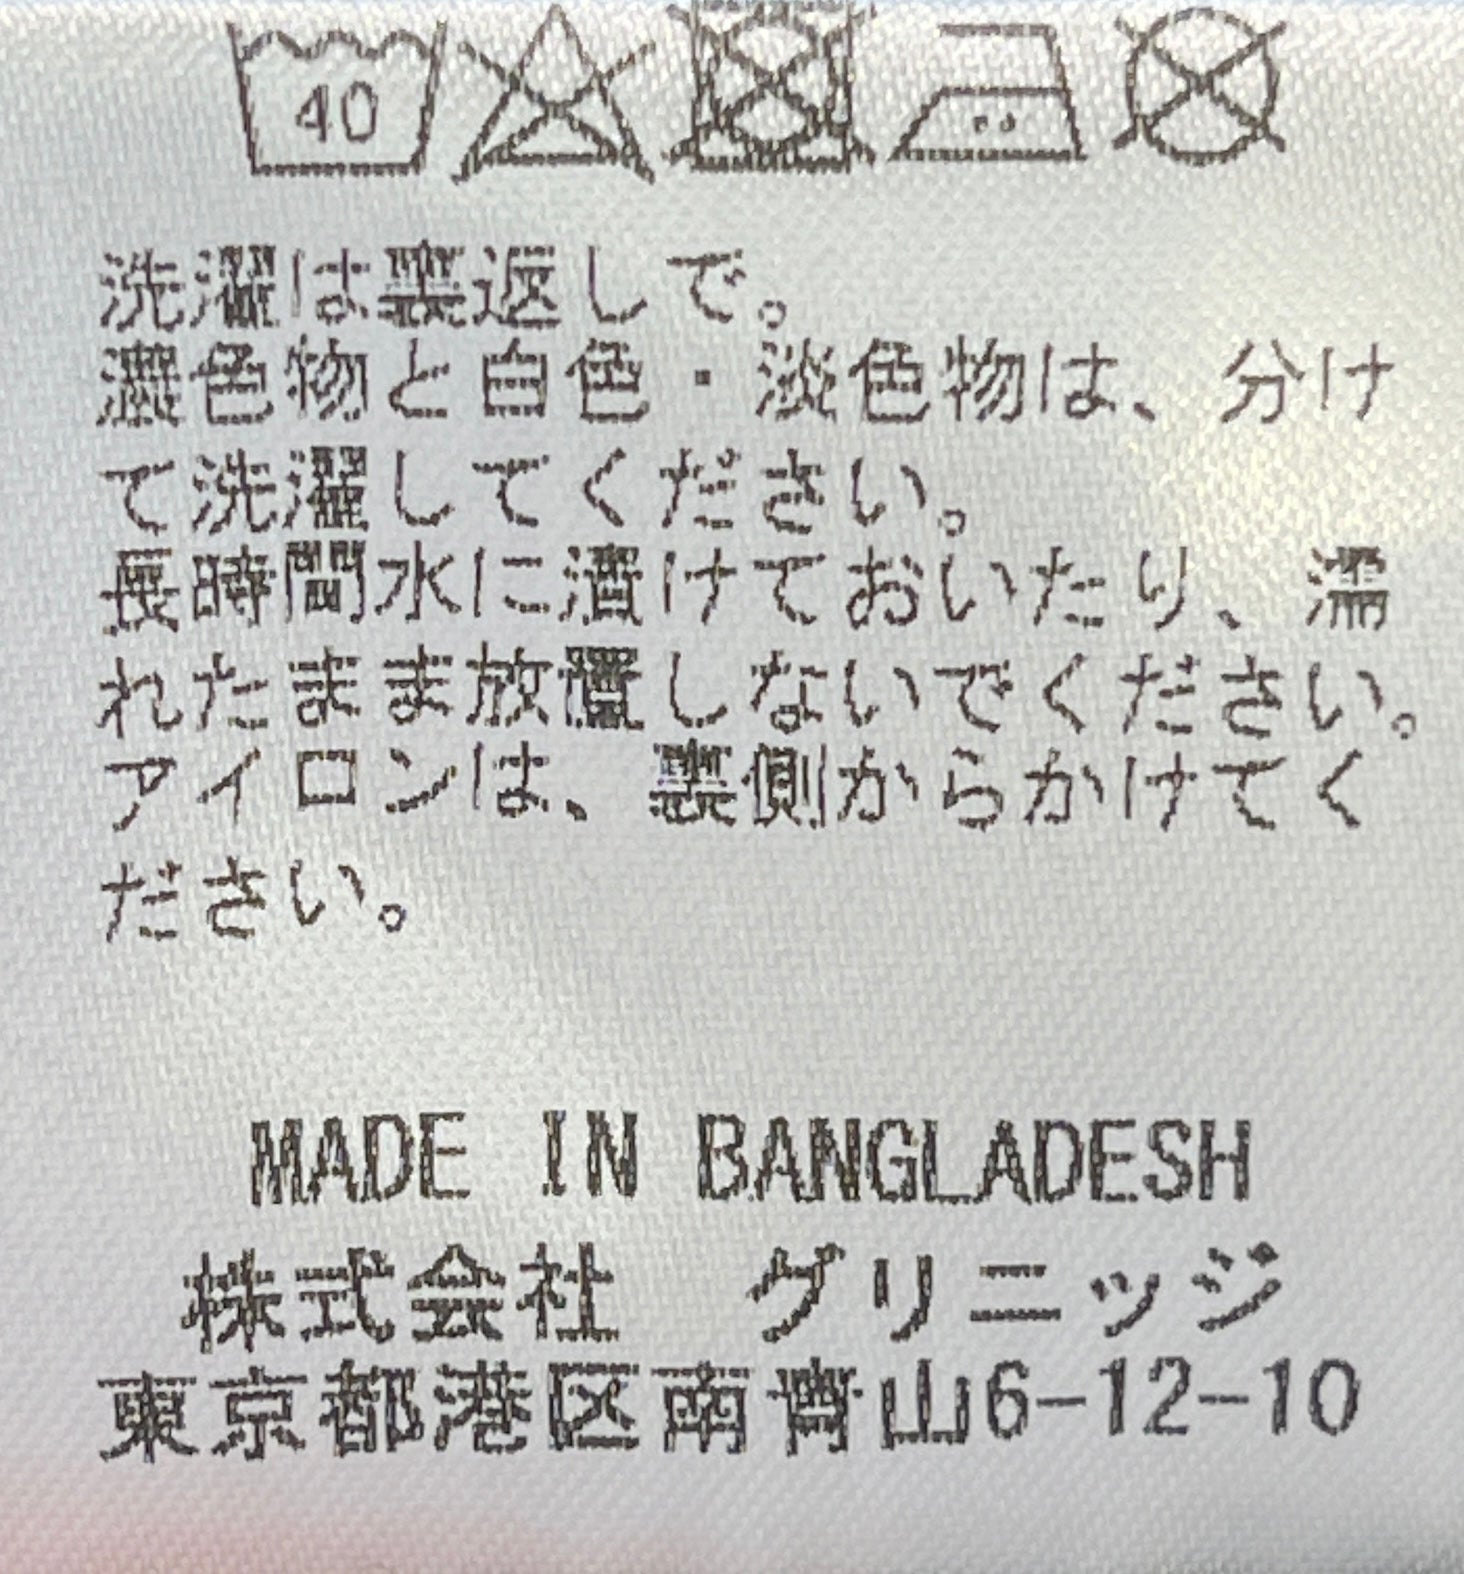 40
洗濯は裏返しで。
濃色物と白色・淡色物は、分け
て洗濯してください。
長時間水に漬けておいたり、濡
れたまま放置しないでください。
アイロンは、裏側からかけてく
ださい。
MADE IN BANGLADESH
株式会社 グリニッジ
東京都港区南青山6-12-10